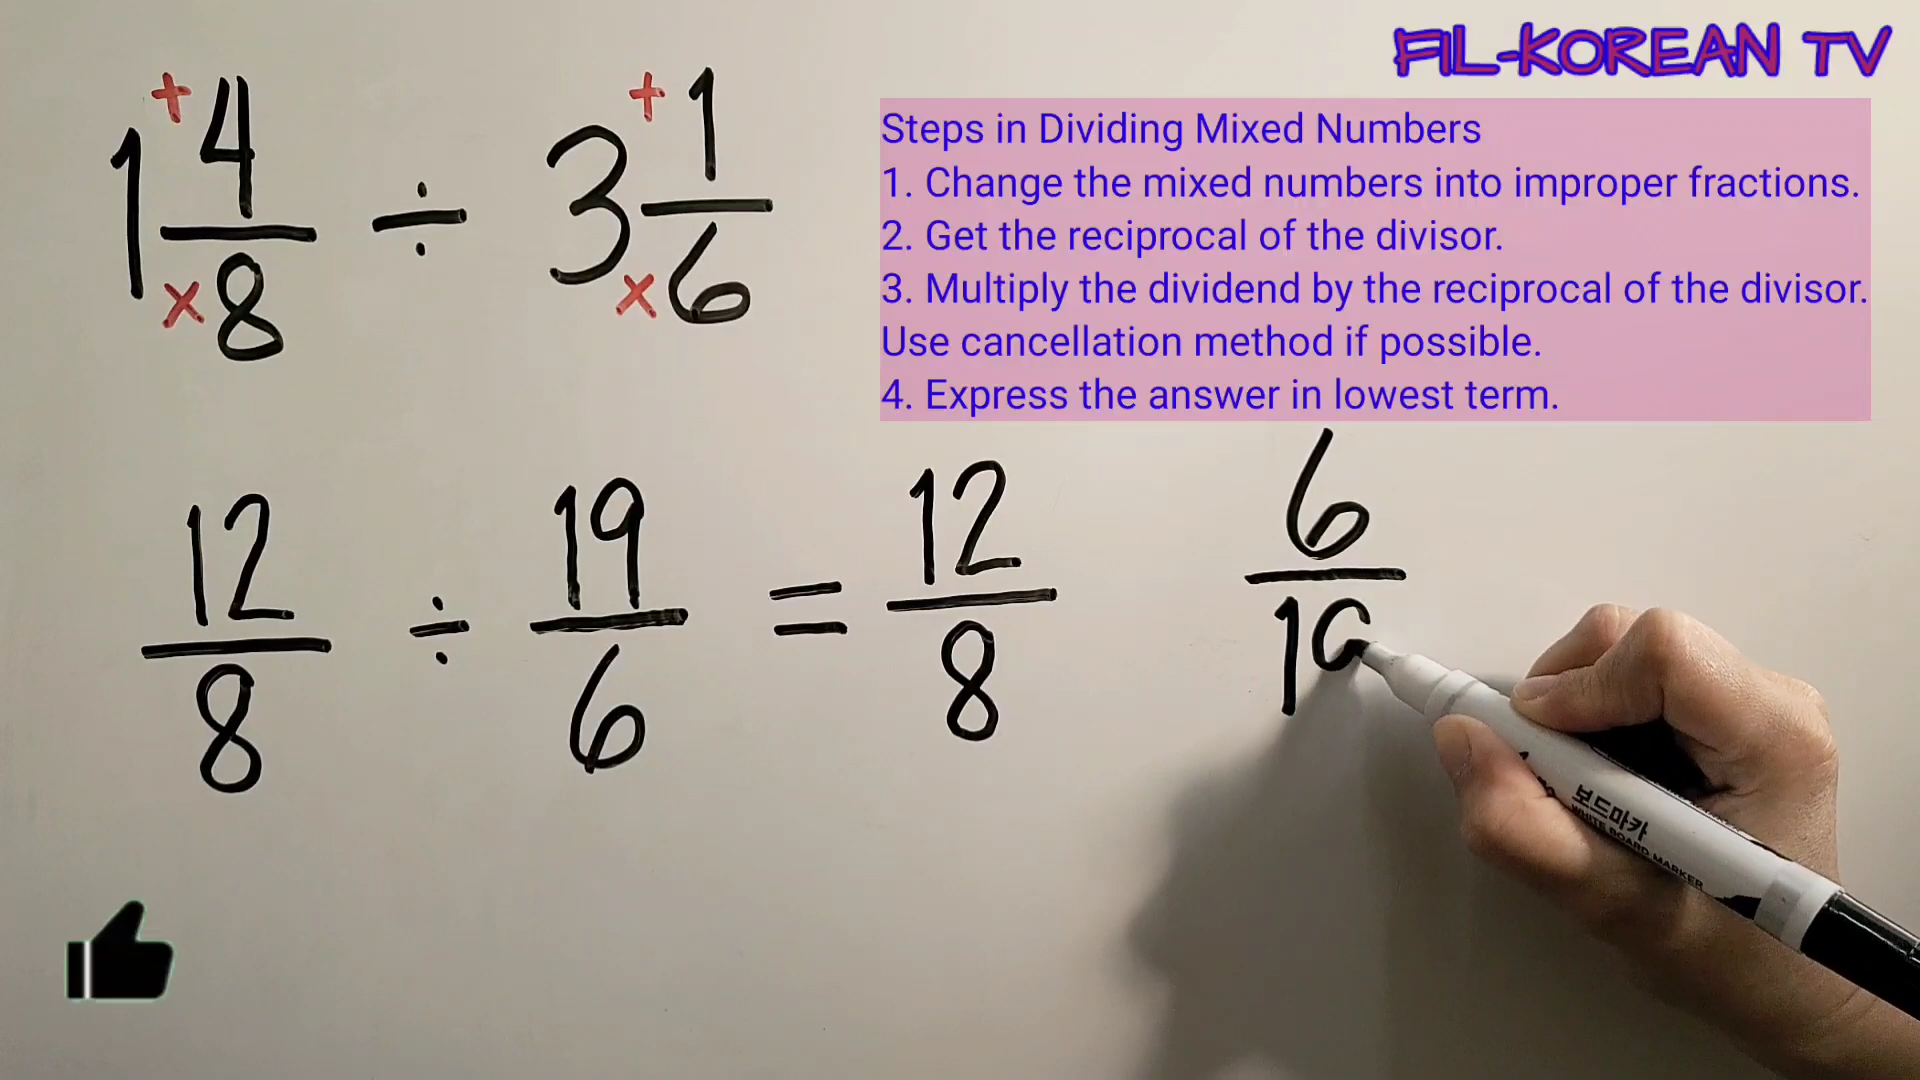 FIL-KOREAN TV
Steps in Dividing Mixed Numbers
1. Change the mixed numbers into improper fractions.
2. Get the reciprocal of the divisor.
3. Multiply the dividend by the reciprocal of the divisor.
Use cancellation method if possible.
4. Express the answer in lowest term.
1 + 4/8 × ÷ 3 + 1/6 ×
12/8 ÷ 19/6 = 12/8 6/19
보드마카
WHITE BOARD MARKER